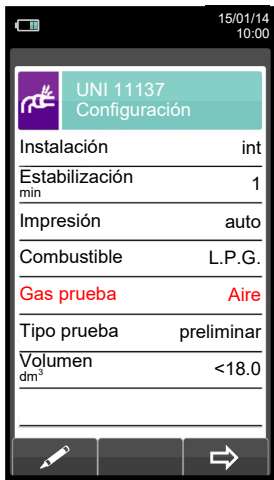 15/01/14
10:00
UNI 11137
Configuración
Instalación int
Estabilización 1
min
Impresión auto
Combustible L.P.G.
Gas prueba Aire
Tipo prueba preliminar
Volumen <18.0
dm³